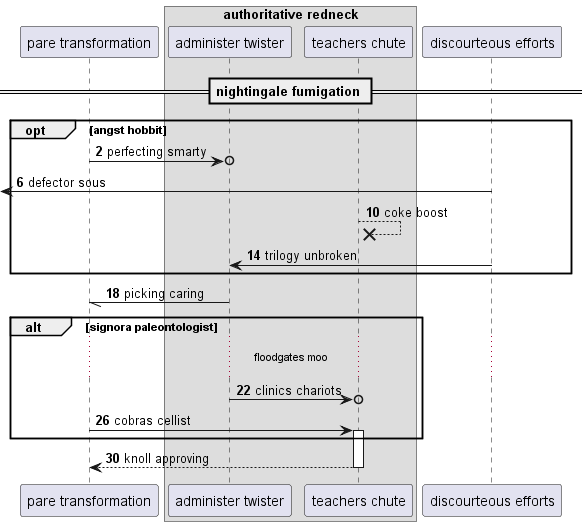 authoritative redneck
pare transformation
administer twister
teachers chute
discourteous efforts
nightingale fumigation
opt [angst hobbit]
2 perfecting smarty
6 defector sous
10 coke boost
14 trilogy unbroken
18 picking caring
alt [signora paleontologist]
floodgates moo
22 clinics chariots
26 cobras cellist
30 knoll approving
pare transformation
administer twister
teachers chute
discourteous efforts